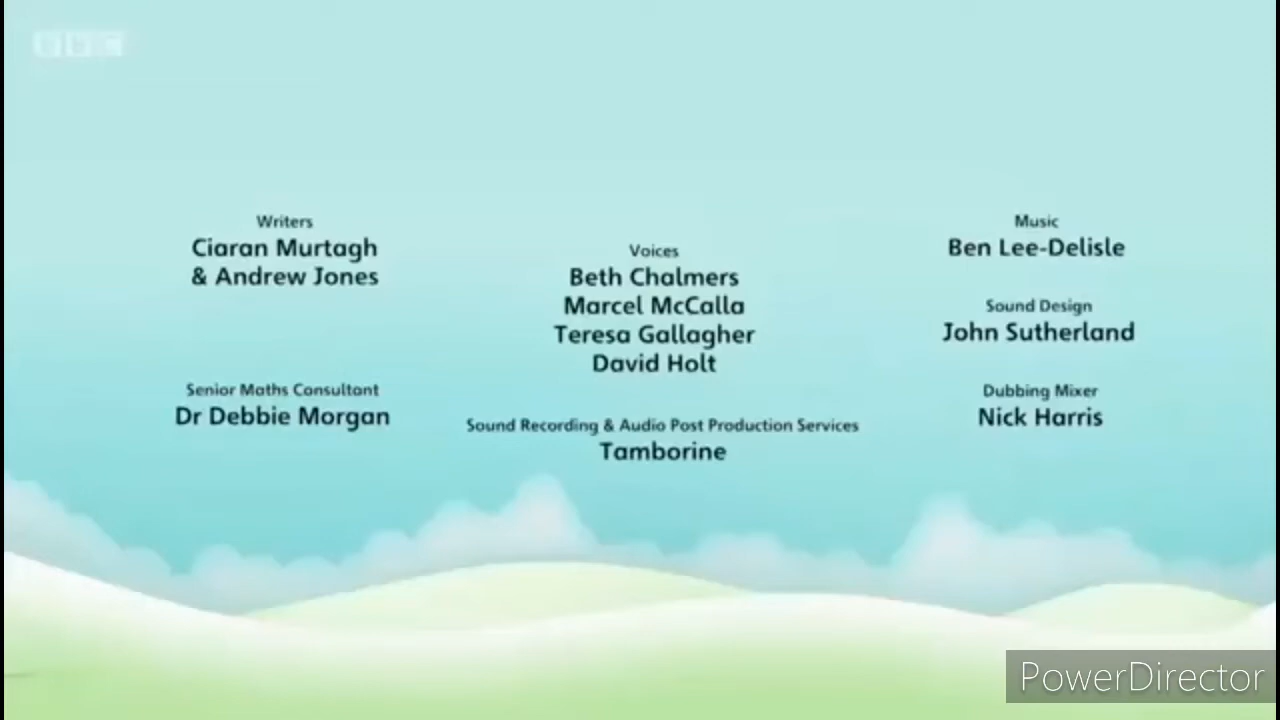 BBC
Writers
Ciaran Murtagh
& Andrew Jones
Senior Maths Consultant
Dr Debbie Morgan
Voices
Beth Chalmers
Marcel McCalla
Teresa Gallagher
David Holt
Sound Recording & Audio Post Production Services
Tamborine
Music
Ben Lee-Delisle
Sound Design
John Sutherland
Dubbing Mixer
Nick Harris
PowerDirector